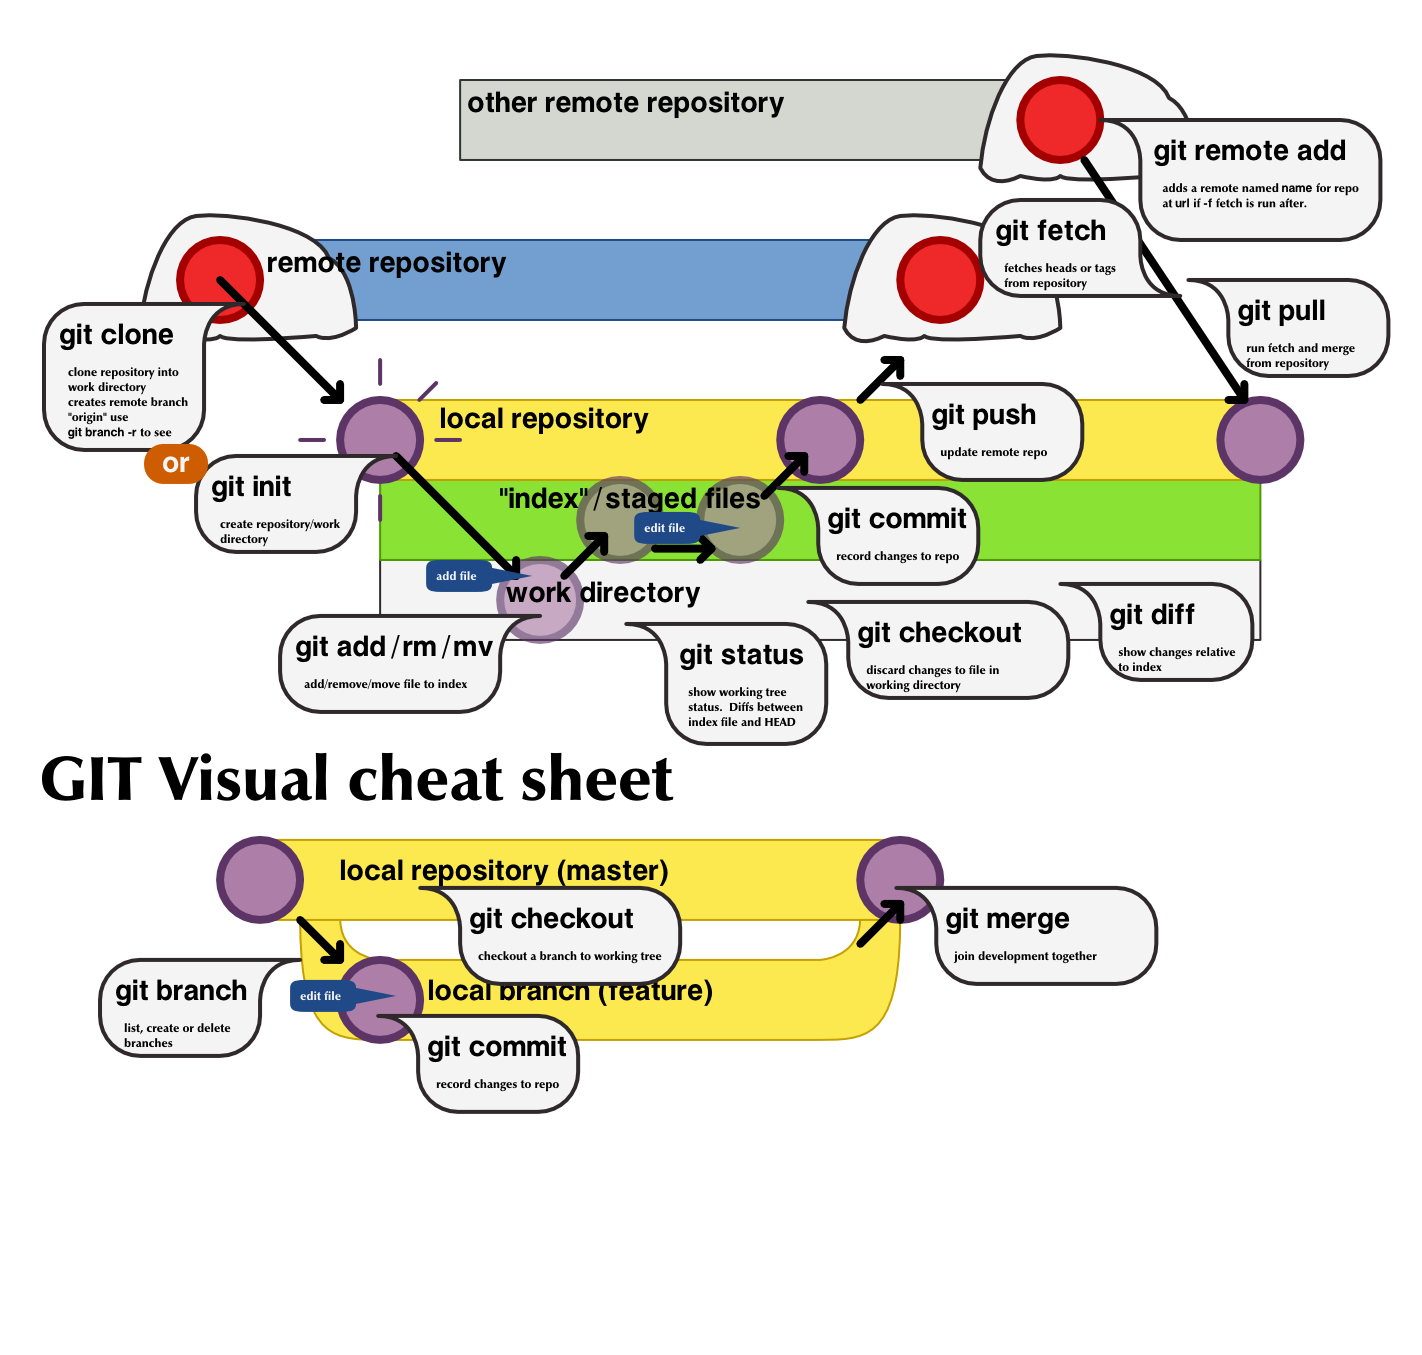 other remote repository
git remote add
adds a remote named name for repo
at url if -f fetch is run after.
git fetch
fetches heads or tags
from repository
remote repository
git pull
run fetch and merge
from repository
git clone
clone repository into
work directory
creates remote branch
"origin" use
git branch -r to see
or
git init
create repository/work
directory
local repository
git push
update remote repo
"index"/staged files
edit file
git commit
record changes to repo
add file
work directory
git add/rm/mv
add/remove/move file to index
git status
show working tree
status. Diffs between
index file and HEAD
git checkout
discard changes to file in
working directory
git diff
show changes relative
to index
GIT Visual cheat sheet
local repository (master)
git checkout
checkout a branch to working tree
git merge
join development together
git branch
list, create or delete
branches
edit file
local branch (feature)
git commit
record changes to repo